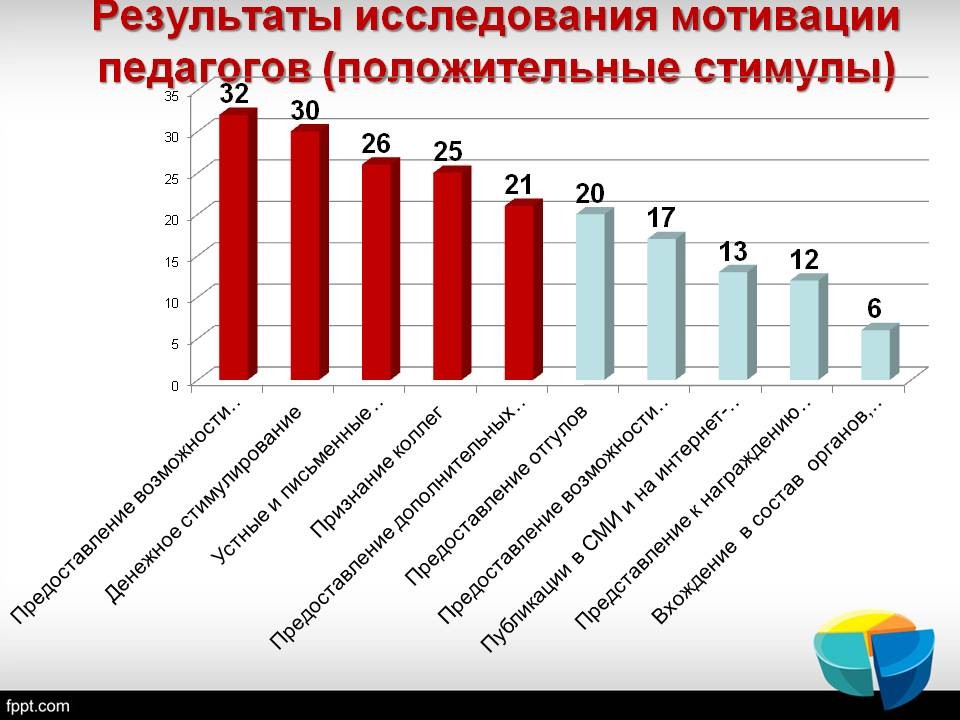 Результаты исследования мотивации
педагогов (положительные стимулы)
35
30
25
20
15
10
5
0
32
30
26
25
21
20
17
13
12
6
Предоставление возможности..
Денежное стимулирование
Устные и письменные..
Признание коллег
Предоставление дополнительных..
Предоставление отгулов
Предоставление возможности..
Публикации в СМИ и на интернет-..
Представление к награждению..
Вхождение в состав органов,..
fppt.com